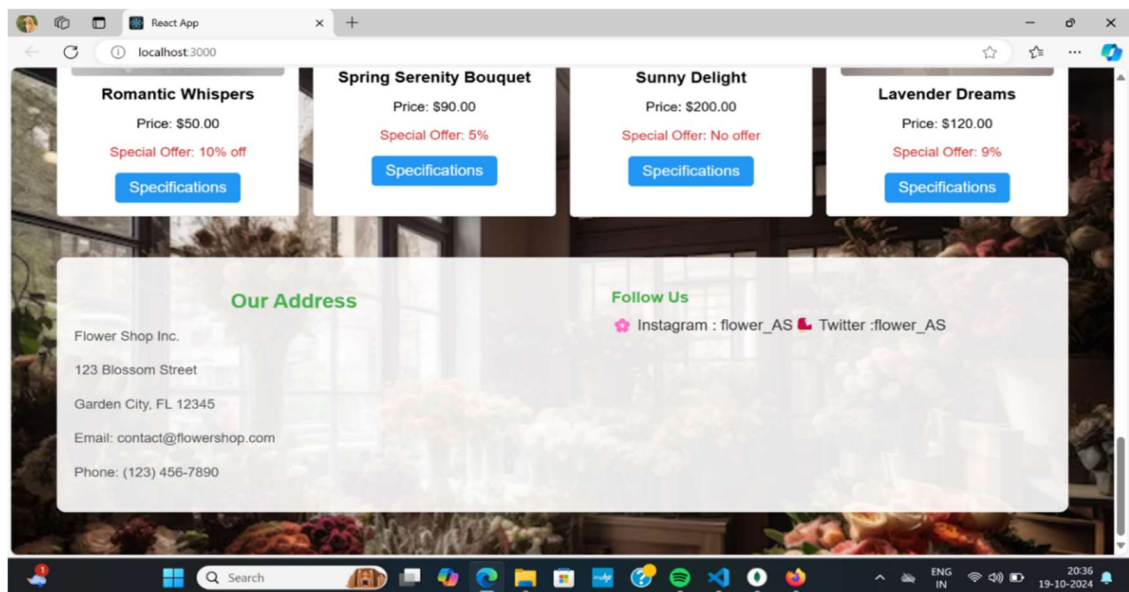 React App
localhost:3000
Romantic Whispers
Price: $50.00
Special Offer: 10% off
Specifications
Spring Serenity Bouquet
Price: $90.00
Special Offer: 5%
Specifications
Sunny Delight
Price: $200.00
Special Offer: No offer
Specifications
Lavender Dreams
Price: $120.00
Special Offer: 9%
Specifications
Our Address
Flower Shop Inc.
123 Blossom Street
Garden City, FL 12345
Email: contact@flowershop.com
Phone: (123) 456-7890
Follow Us
Instagram : flower_AS Twitter :flower_AS
1
Search
ENG
IN
20:36
19-10-2024